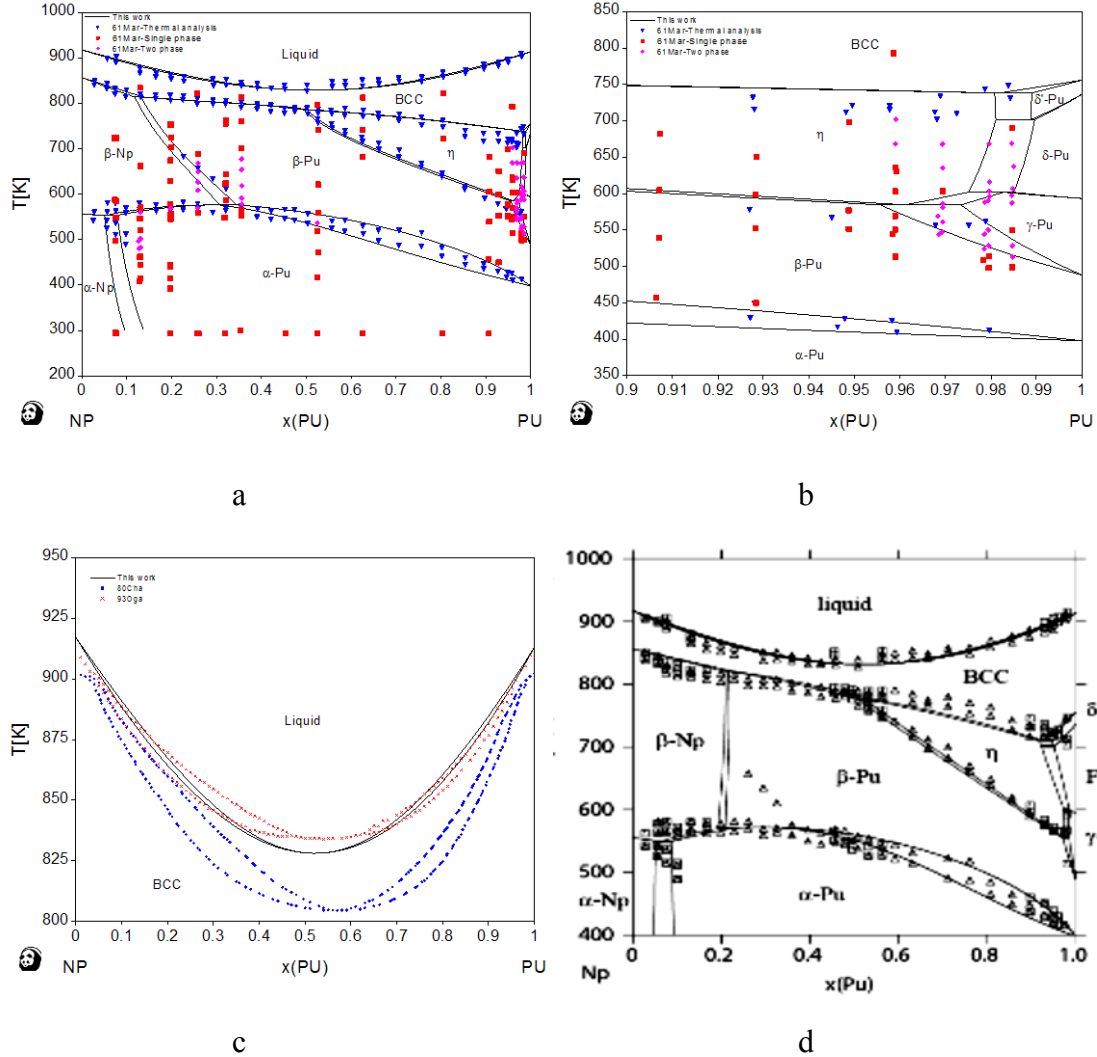 This work
61Mar-Thermal analysis
61Mar-Single phase
61Mar-Two phase
T[K]
1000
900
800
700
600
500
400
300
200
Liquid
BCC
β-Np
β-Pu
η
α-Np
α-Pu
0 0.1 0.2 0.3 0.4 0.5 0.6 0.7 0.8 0.9 1
NP x(PU) PU
a
This work
61Mar-Thermal analysis
61Mar-Single phase
61Mar-Two phase
T[K]
850
800
750
700
650
600
550
500
450
400
350
BCC
δ'-Pu
η
δ-Pu
γ-Pu
β-Pu
α-Pu
0.9 0.91 0.92 0.93 0.94 0.95 0.96 0.97 0.98 0.99 1
x(PU) PU
b
This work
80Cha
93Oga
T[K]
950
925
900
875
850
825
800
Liquid
BCC
0 0.1 0.2 0.3 0.4 0.5 0.6 0.7 0.8 0.9 1
NP x(PU) PU
c
1000
900
800
700
600
500
400
liquid
BCC
δ
β-Np
η
β-Pu
γ
α-Np
α-Pu
0.0 0.2 0.4 0.6 0.8 1.0
Np x(Pu)
d